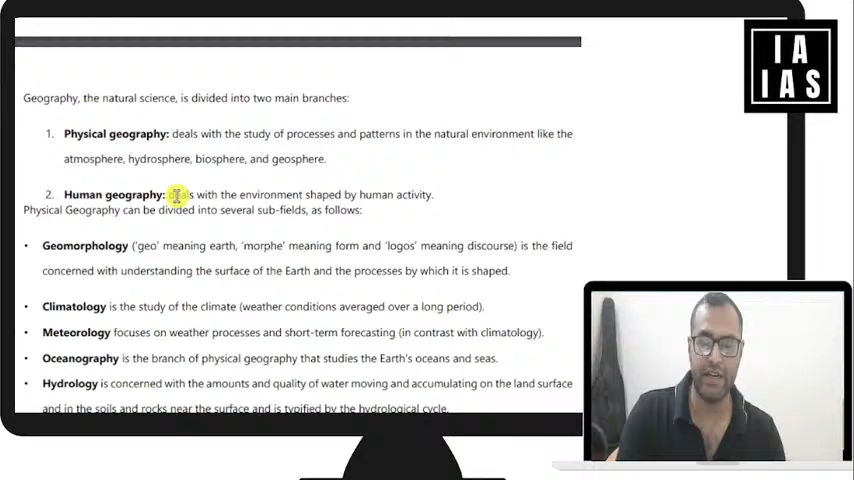 IA
IAS
Geography, the natural science, is divided into two main branches:
1. Physical geography: deals with the study of processes and patterns in the natural environment like the
atmosphere, hydrosphere, biosphere, and geosphere.
2. Human geography: deals with the environment shaped by human activity.
Physical Geography can be divided into several sub-fields, as follows:
• Geomorphology ('geo' meaning earth, 'morphe' meaning form and 'logos' meaning discourse) is the field
concerned with understanding the surface of the Earth and the processes by which it is shaped.
• Climatology is the study of the climate (weather conditions averaged over a long period).
• Meteorology focuses on weather processes and short-term forecasting (in contrast with climatology).
• Oceanography is the branch of physical geography that studies the Earth's oceans and seas.
• Hydrology is concerned with the amounts and quality of water moving and accumulating on the land surface
and in the soils and rocks near the surface and is typified by the hydrological cycle.